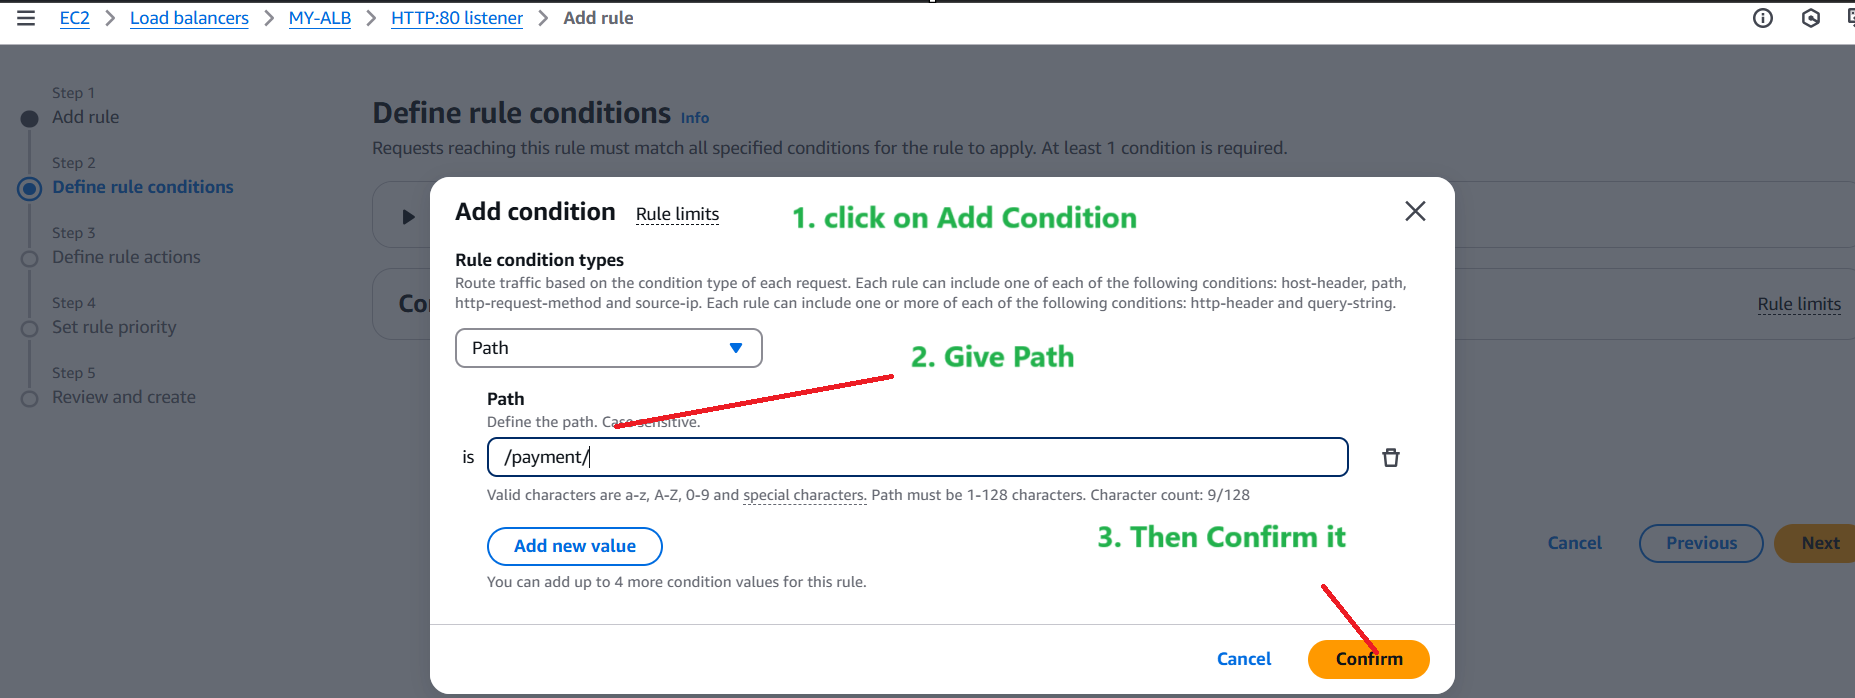 EC2 > Load balancers > MY-ALB > HTTP:80 listener > Add rule
Step 1
Add rule
Step 2
Define rule conditions
Step 3
Define rule actions
Step 4
Set rule priority
Step 5
Review and create
Define rule conditions Info
Requests reaching this rule must match all specified conditions for the rule to apply. At least 1 condition is required.
Rule limits
Cancel Previous Next
Add condition Rule limits
1. click on Add Condition
Rule condition types
Route traffic based on the condition type of each request. Each rule can include one of each of the following conditions: host-header, path,
http-request-method and source-ip. Each rule can include one or more of each of the following conditions: http-header and query-string.
Path
2. Give Path
Path
Define the path. Case sensitive.
is /payment/
Valid characters are a-z, A-Z, 0-9 and special characters. Path must be 1-128 characters. Character count: 9/128
Add new value
3. Then Confirm it
You can add up to 4 more condition values for this rule.
Cancel Confirm